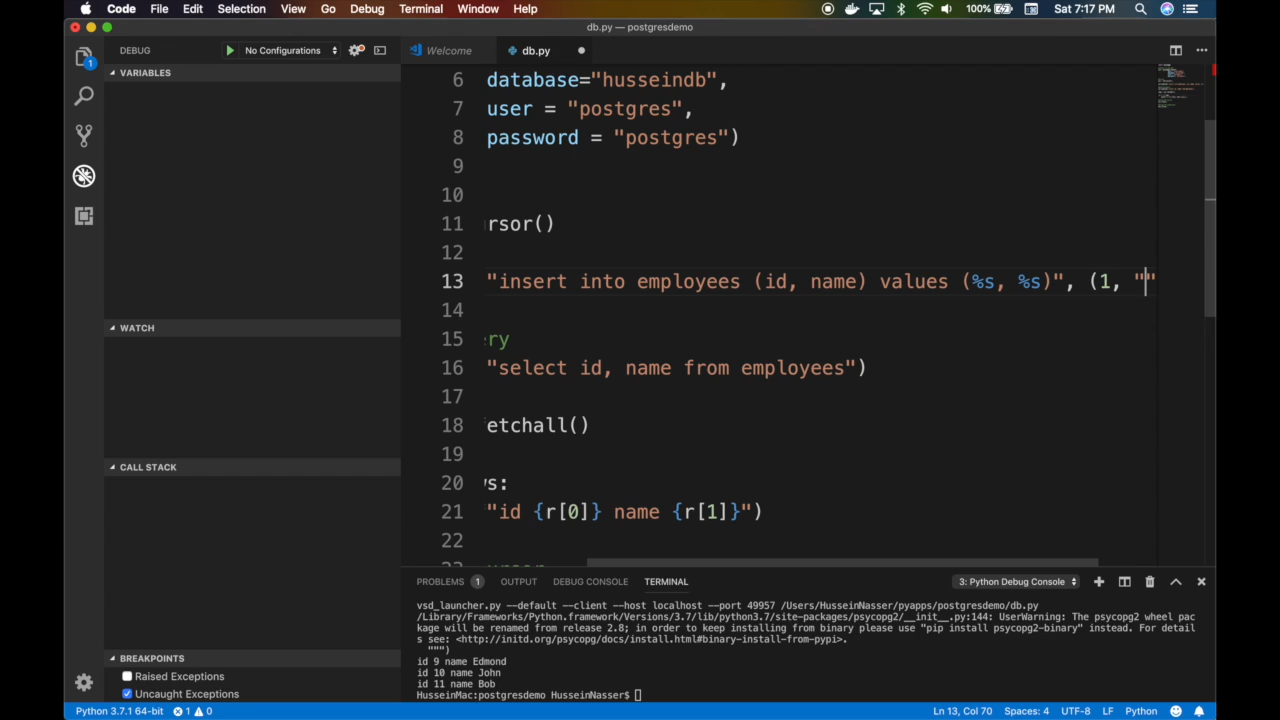 Code File Edit Selection View Go Debug Terminal Window Help 100% Sat 7:17 PM
db.py — postgresdemo
DEBUG No Configurations
Welcome db.py
1
VARIABLES
WATCH
CALL STACK
BREAKPOINTS
Raised Exceptions
Uncaught Exceptions
6 database="husseindb",
7 user = "postgres",
8 password = "postgres")
9
10
11 rsor()
12
13 "insert into employees (id, name) values (%s, %s)", (1, ""
14
15 ry
16 "select id, name from employees")
17
18 etchall()
19
20 s:
21 "id {r[0]} name {r[1]}")
22
PROBLEMS 1 OUTPUT DEBUG CONSOLE TERMINAL 3: Python Debug Console
vsd_launcher.py --default --client --host localhost --port 49957 /Users/HusseinNasser/pyapps/postgresdemo/db.py
/Library/Frameworks/Python.framework/Versions/3.7/lib/python3.7/site-packages/psycopg2/__init__.py:144: UserWarning: The psycopg2 wheel pac
kage will be renamed from release 2.8; in order to keep installing from binary please use "pip install psycopg2-binary" instead. For detail
s see: <http://initd.org/psycopg/docs/install.html#binary-install-from-pypi>.
""")
id 9 name Edmond
id 10 name John
id 11 name Bob
HusseinMac:postgresdemo HusseinNasser$
Python 3.7.1 64-bit 1 0 Ln 13, Col 70 Spaces: 4 UTF-8 LF Python